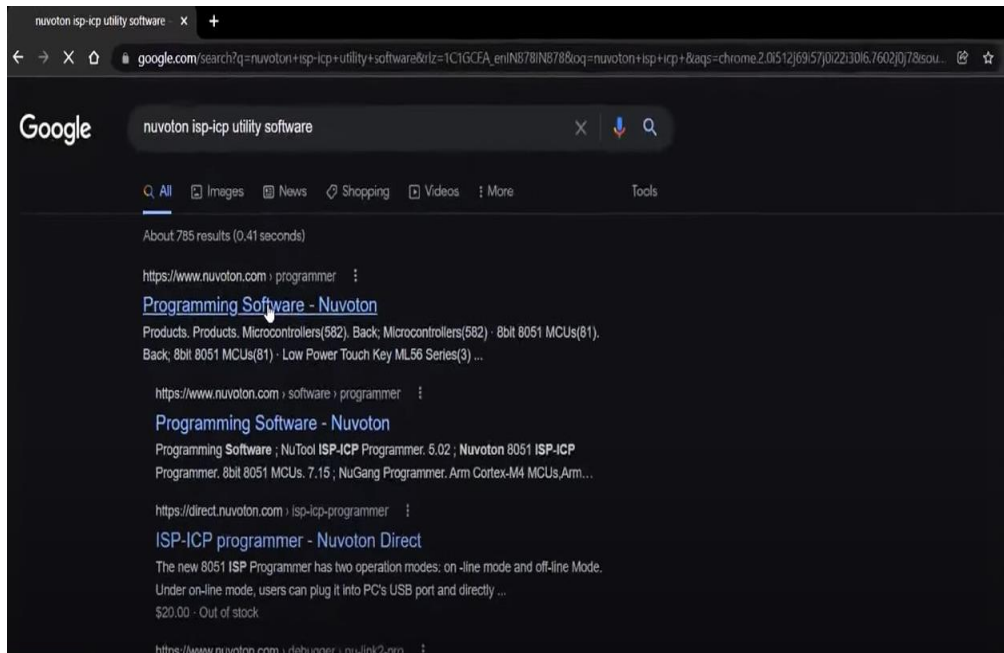 nuvoton isp-icp utility software -
google.com/search?q=nuvoton+isp-icp+utility+software&rlz=1C1GCEA_enIN878IN878&oq=nuvoton+isp+icp+&aqs=chrome.2.0i512j69i57j0i22i30l6.7602j0j7&sou...
Google
nuvoton isp-icp utility software
All Images News Shopping Videos More Tools
About 785 results (0.41 seconds)
https://www.nuvoton.com › programmer
Programming Software - Nuvoton
Products. Products. Microcontrollers(582). Back; Microcontrollers(582) · 8bit 8051 MCUs(81).
Back; 8bit 8051 MCUs(81) · Low Power Touch Key ML56 Series(3) ...
https://www.nuvoton.com › software › programmer
Programming Software - Nuvoton
Programming Software ; NuTool ISP-ICP Programmer. 5.02 ; Nuvoton 8051 ISP-ICP
Programmer. 8bit 8051 MCUs. 7.15 ; NuGang Programmer. Arm Cortex-M4 MCUs,Arm...
https://direct.nuvoton.com › isp-icp-programmer
ISP-ICP programmer - Nuvoton Direct
The new 8051 ISP Programmer has two operation modes: on -line mode and off-line Mode.
Under on-line mode, users can plug it into PC's USB port and directly ...
$20.00 · Out of stock
https://www.nuvoton.com › debugger › nu-link2-pro